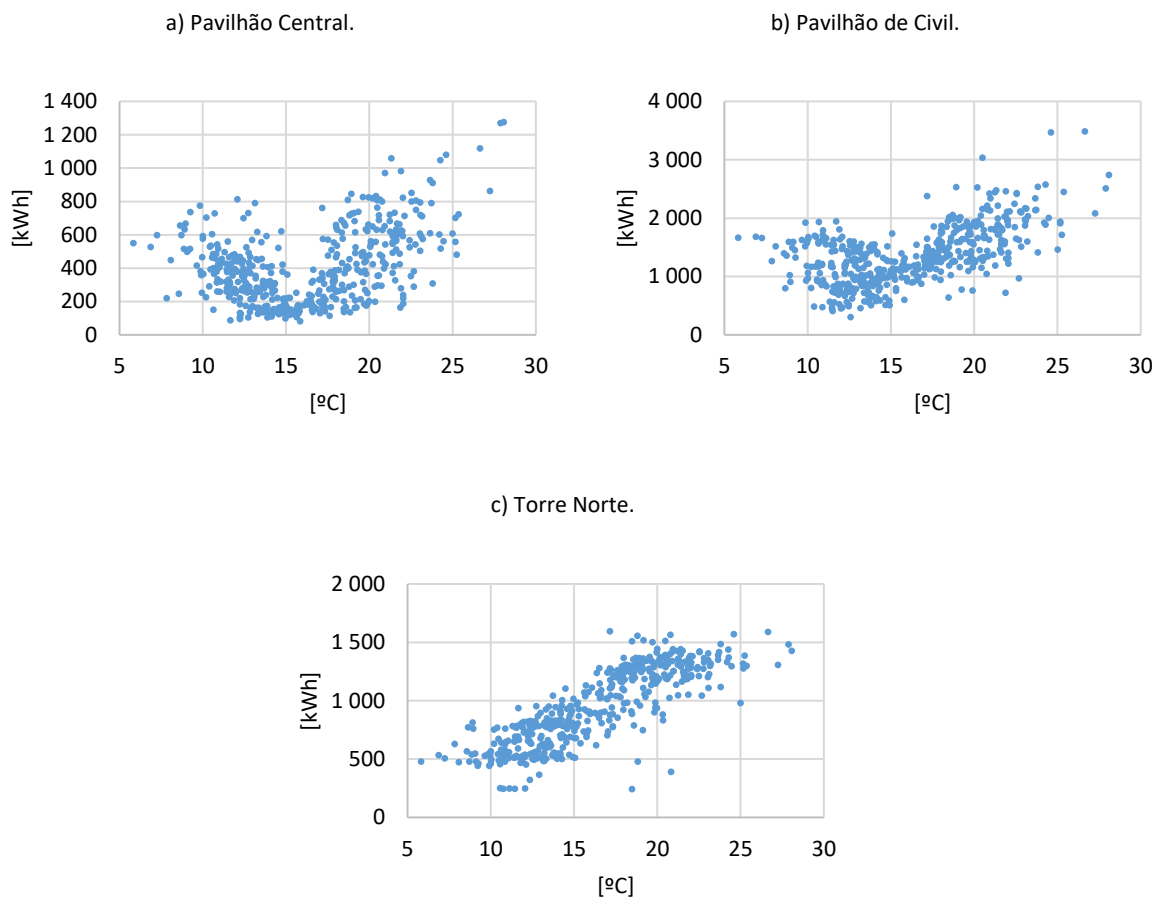 a) Pavilhão Central.
b) Pavilhão de Civil.
1 400
1 200
1 000
800
600
400
200
0
[kWh]
5 10 15 20 25 30
[ºC]
4 000
3 000
2 000
1 000
0
[kWh]
5 10 15 20 25 30
[ºC]
c) Torre Norte.
2 000
1 500
1 000
500
0
[kWh]
5 10 15 20 25 30
[ºC]